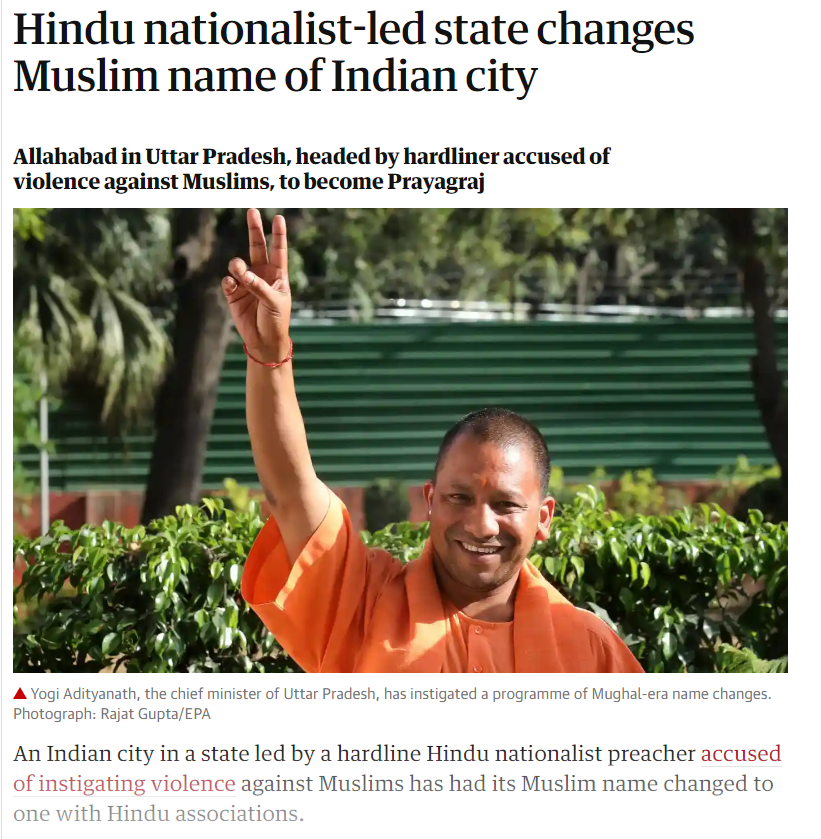 Hindu nationalist-led state changes
Muslim name of Indian city
Allahabad in Uttar Pradesh, headed by hardliner accused of
violence against Muslims, to become Prayagraj
Yogi Adityanath, the chief minister of Uttar Pradesh, has instigated a programme of Mughal-era name changes.
Photograph: Rajat Gupta/EPA
An Indian city in a state led by a hardline Hindu nationalist preacher accused
of instigating violence against Muslims has had its Muslim name changed to
one with Hindu associations.